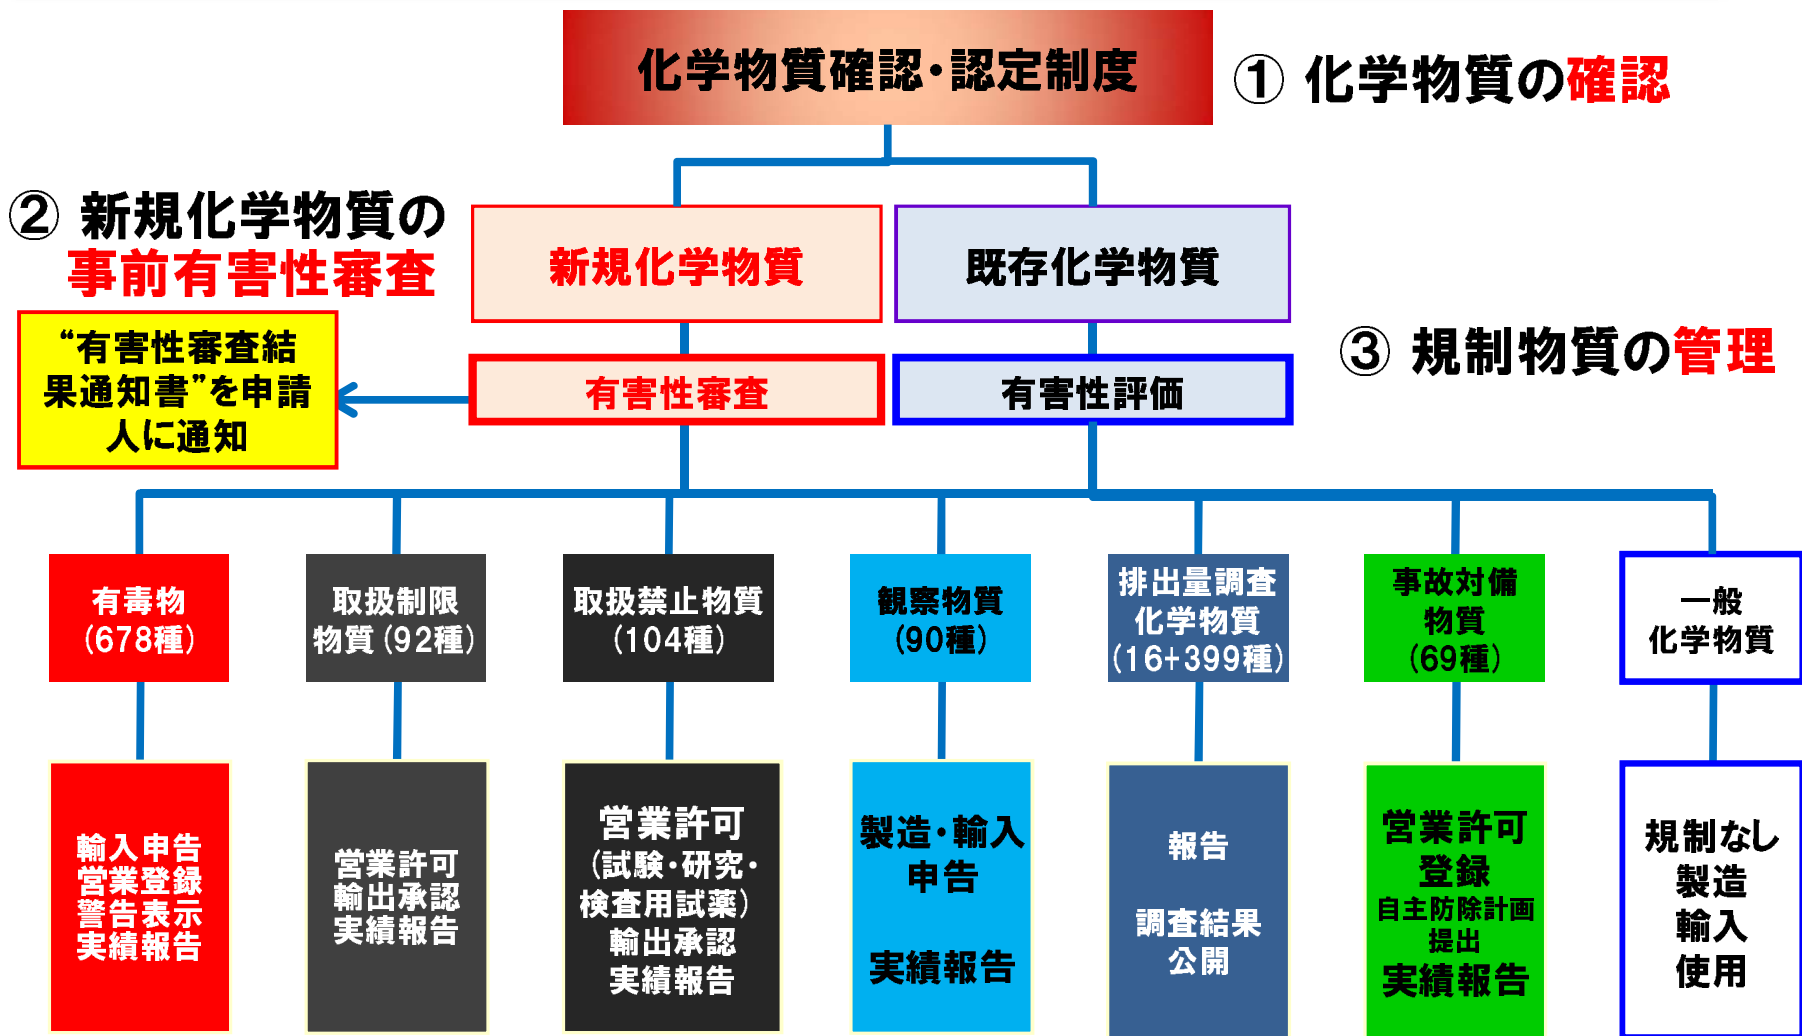 化学物質確認・認定制度
① 化学物質の確認
② 新規化学物質の
事前有害性審査
新規化学物質
既存化学物質
“有害性審査結
果通知書”を申請
人に通知
有害性審査
有害性評価
③ 規制物質の管理
有毒物
(678種)
取扱制限
物質(92種)
取扱禁止物質
(104種)
観察物質
(90種)
排出量調査
化学物質
(16+399種)
事故対備
物質
(69種)
一般
化学物質
輸入申告
営業登録
警告表示
実績報告
営業許可
輸出承認
実績報告
営業許可
(試験・研究・
検査用試薬)
輸出承認
実績報告
製造・輸入
申告
実績報告
報告
調査結果
公開
営業許可
登録
自主防除計画
提出
実績報告
規制なし
製造
輸入
使用